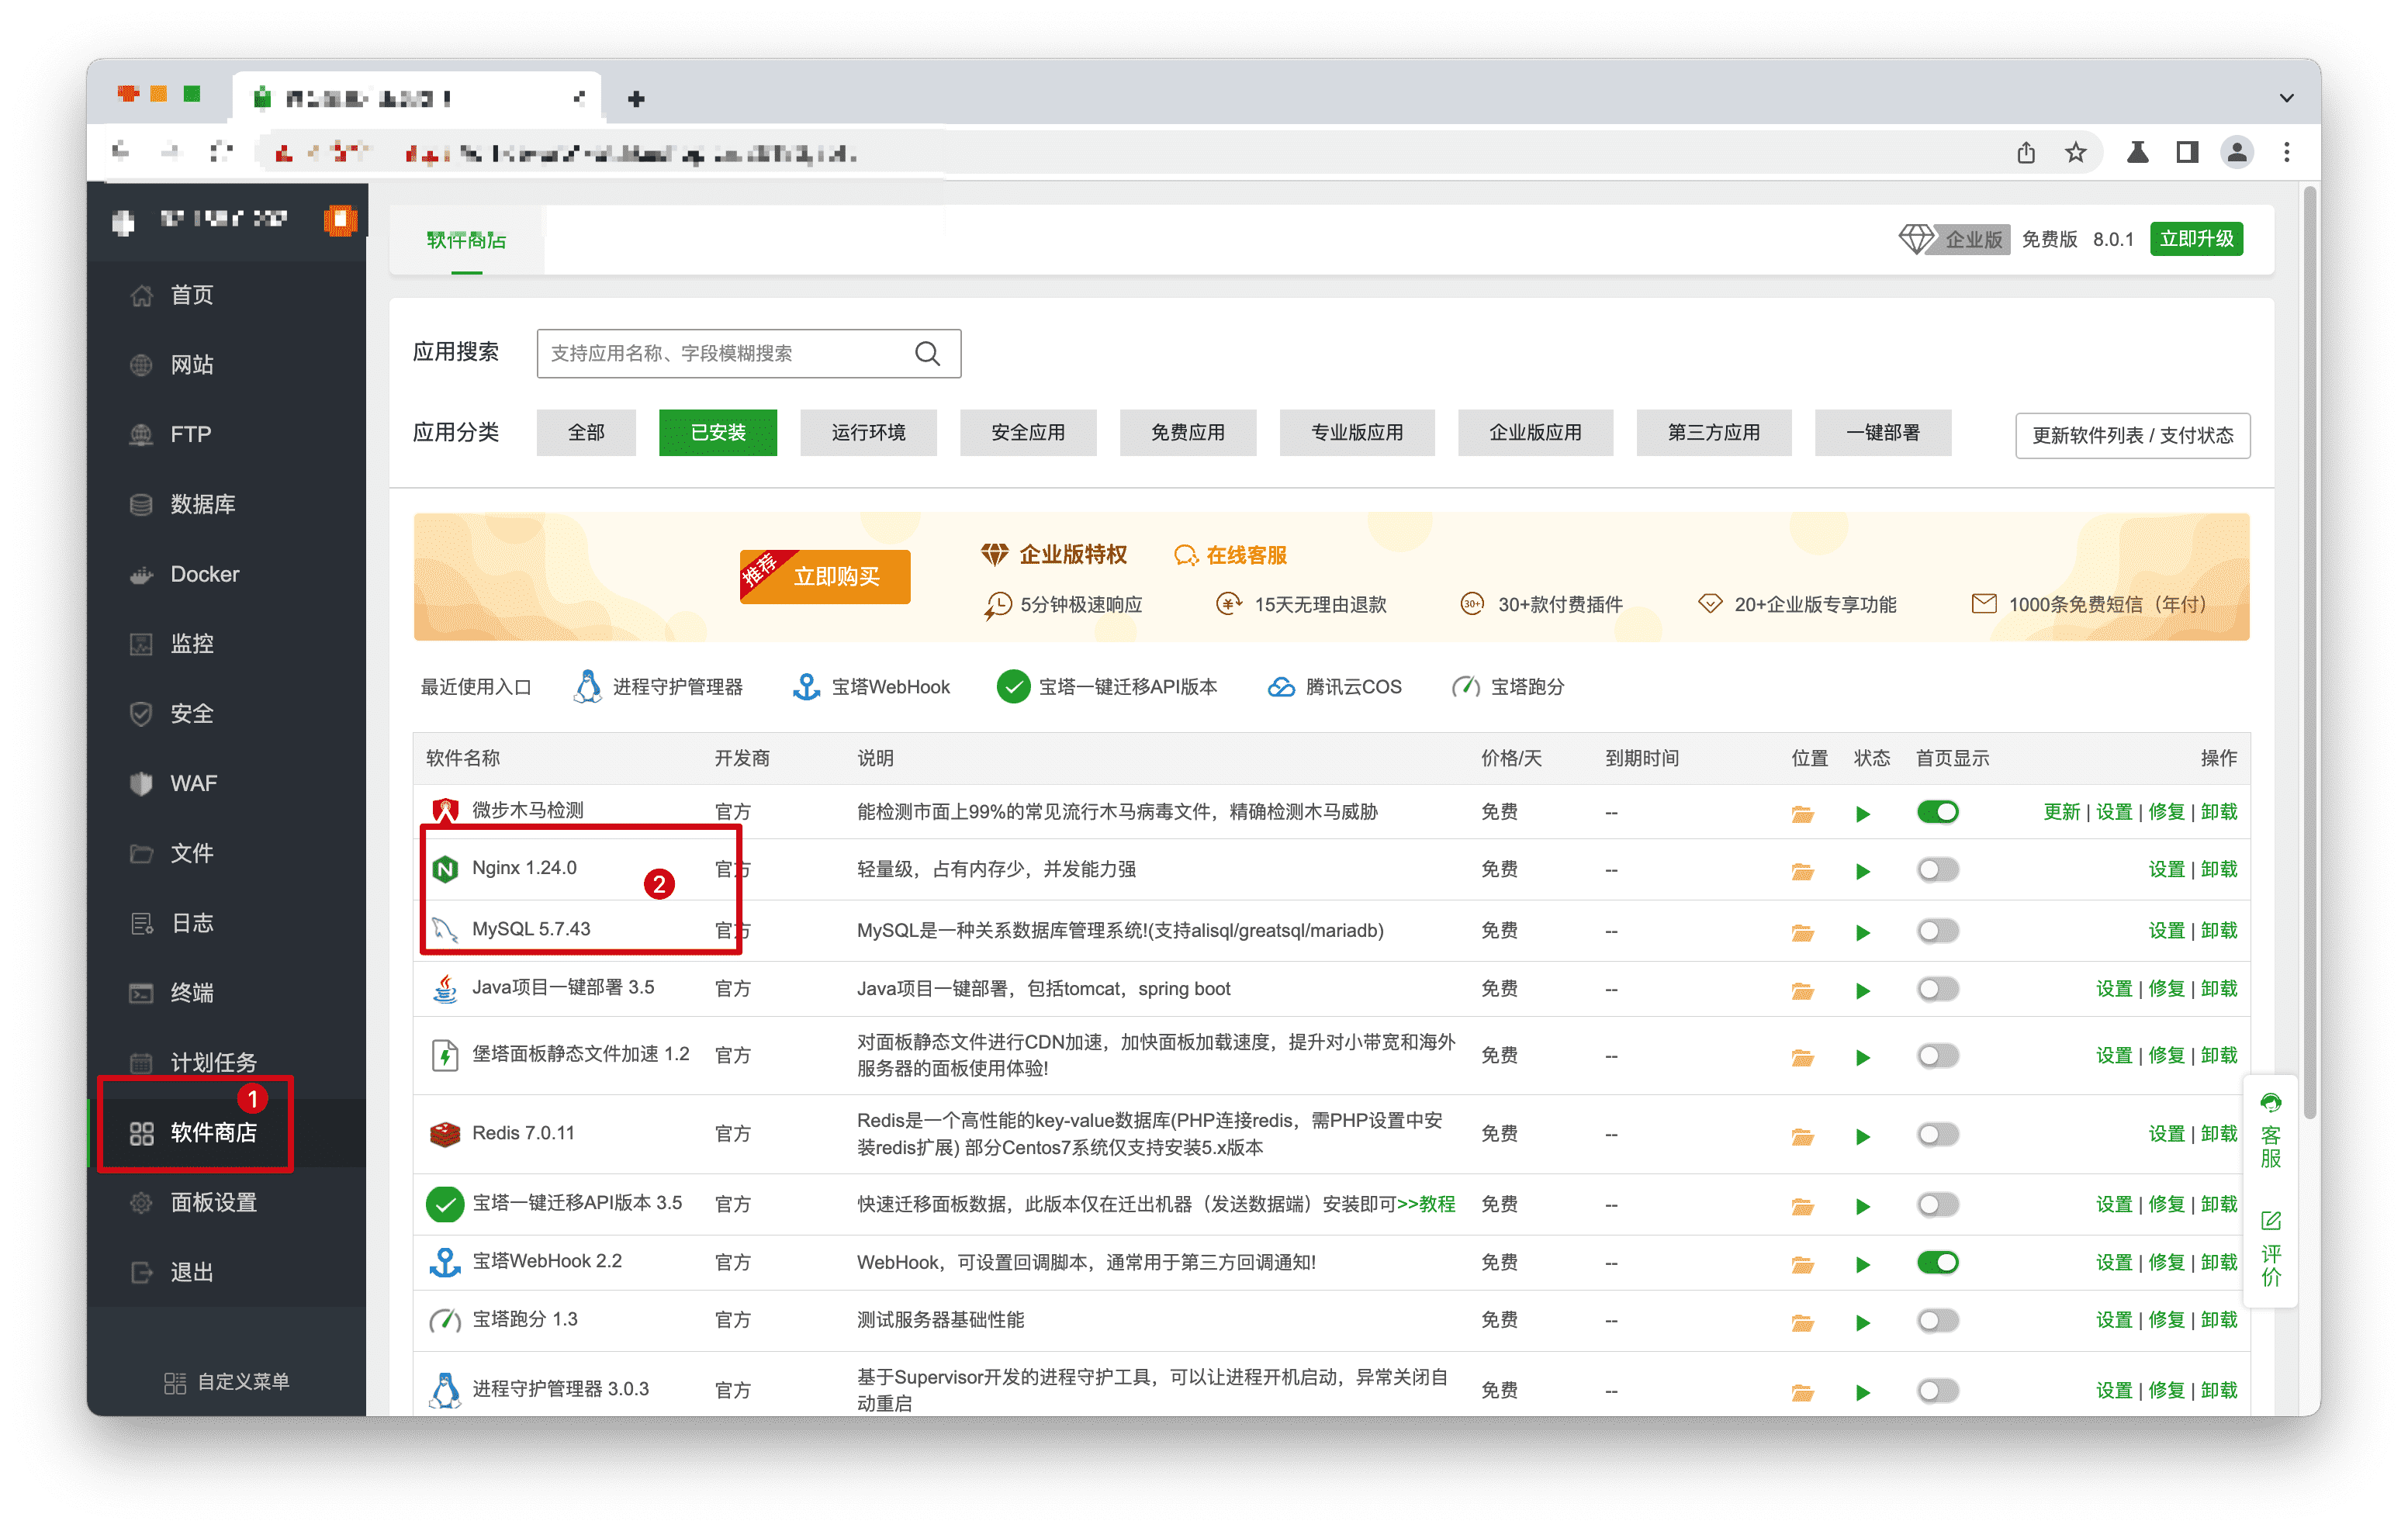 软件商店
企业版 免费版 8.0.1 立即升级
首页
网站
FTP
数据库
Docker
监控
安全
WAF
文件
日志
终端
计划任务
1
软件商店
面板设置
退出
自定义菜单
应用搜索 支持应用名称、字段模糊搜索
应用分类 全部 已安装 运行环境 安全应用 免费应用 专业版应用 企业版应用 第三方应用 一键部署 更新软件列表 / 支付状态
推荐 立即购买 企业版特权 在线客服
5分钟极速响应 15天无理由退款 30+ 30+款付费插件 20+企业版专享功能 1000条免费短信（年付）
最近使用入口 进程守护管理器 宝塔WebHook 宝塔一键迁移API版本 腾讯云COS 宝塔跑分
软件名称 开发商 说明 价格/天 到期时间 位置 状态 首页显示 操作
微步木马检测 官方 能检测市面上99%的常见流行木马病毒文件，精确检测木马威胁 免费 -- 更新 | 设置 | 修复 | 卸载
Nginx 1.24.0 官方 轻量级，占有内存少，并发能力强 免费 -- 设置 | 卸载
2
MySQL 5.7.43 官方 MySQL是一种关系数据库管理系统!(支持alisql/greatsql/mariadb) 免费 -- 设置 | 卸载
Java项目一键部署 3.5 官方 Java项目一键部署，包括tomcat，spring boot 免费 -- 设置 | 修复 | 卸载
堡塔面板静态文件加速 1.2 官方 对面板静态文件进行CDN加速，加快面板加载速度，提升对小带宽和海外 免费 -- 设置 | 修复 | 卸载
服务器的面板使用体验!
Redis 7.0.11 官方 Redis是一个高性能的key-value数据库(PHP连接redis，需PHP设置中安 免费 -- 设置 | 卸载
装redis扩展) 部分Centos7系统仅支持安装5.x版本
宝塔一键迁移API版本 3.5 官方 快速迁移面板数据，此版本仅在迁出机器（发送数据端）安装即可>>教程 免费 -- 设置 | 修复 | 卸载
宝塔WebHook 2.2 官方 WebHook，可设置回调脚本，通常用于第三方回调通知! 免费 -- 设置 | 修复 | 卸载
宝塔跑分 1.3 官方 测试服务器基础性能 免费 -- 设置 | 修复 | 卸载
进程守护管理器 3.0.3 官方 基于Supervisor开发的进程守护工具，可以让进程开机启动，异常关闭自 免费 -- 设置 | 修复 | 卸载
动重启
客服
评价